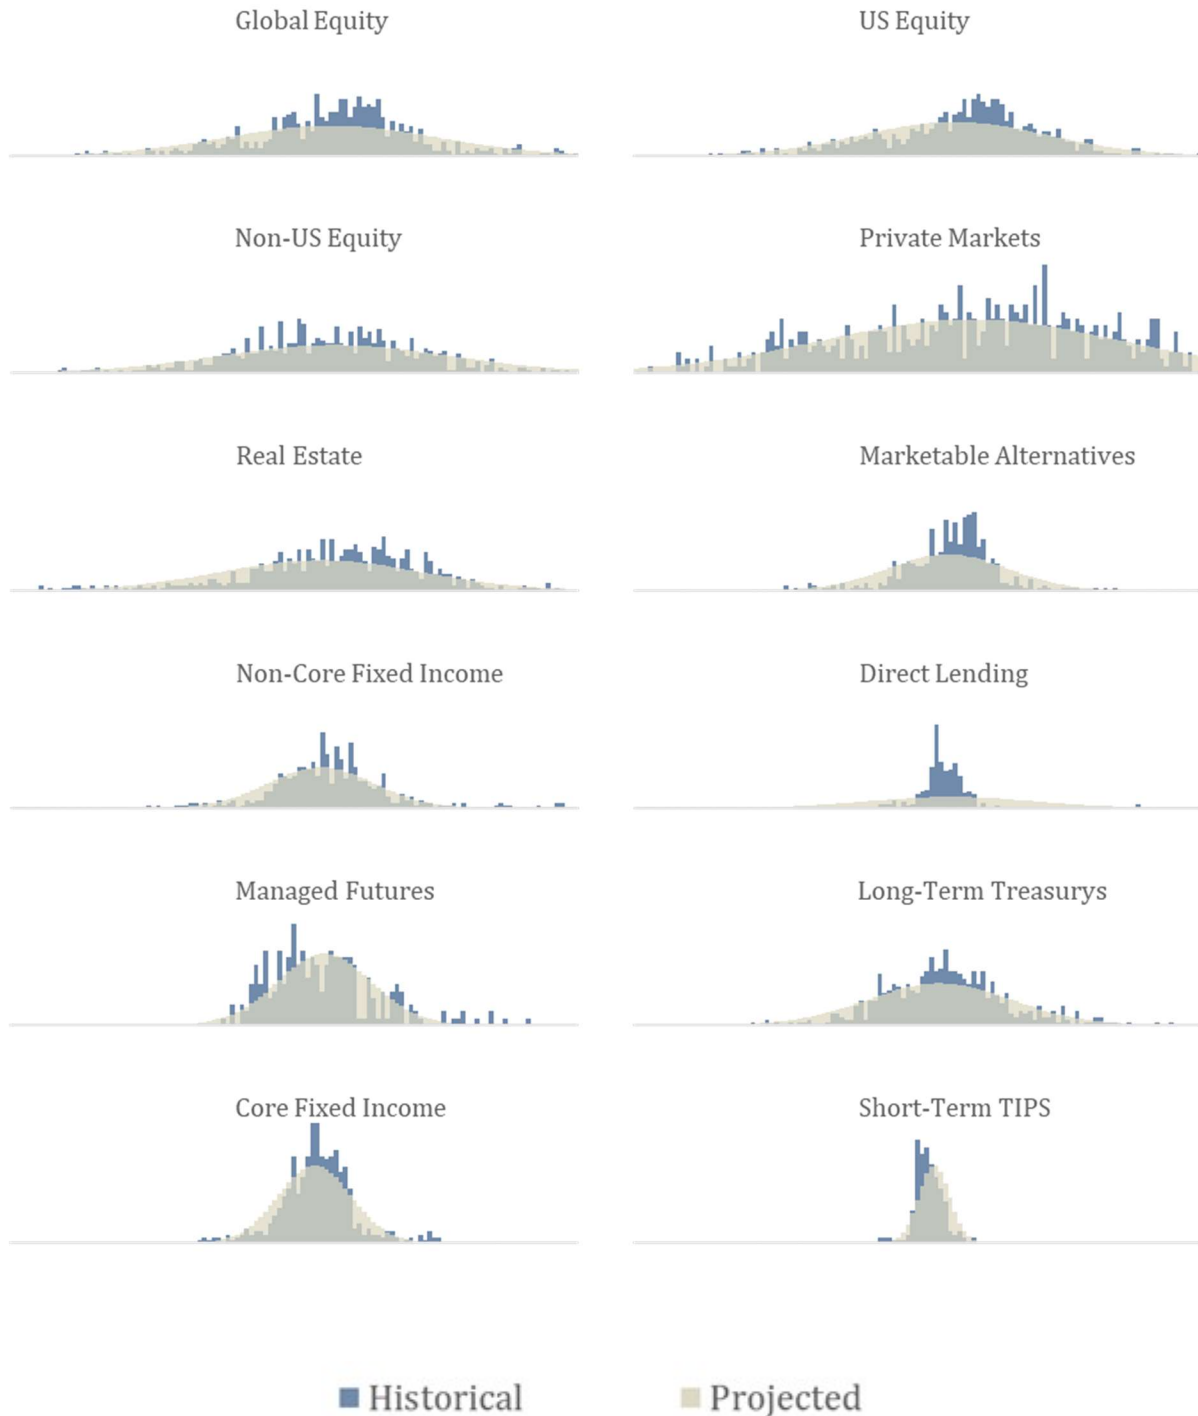 Global Equity
US Equity
Non-US Equity
Private Markets
Real Estate
Marketable Alternatives
Non-Core Fixed Income
Direct Lending
Managed Futures
Long-Term Treasurys
Core Fixed Income
Short-Term TIPS
Historical
Projected